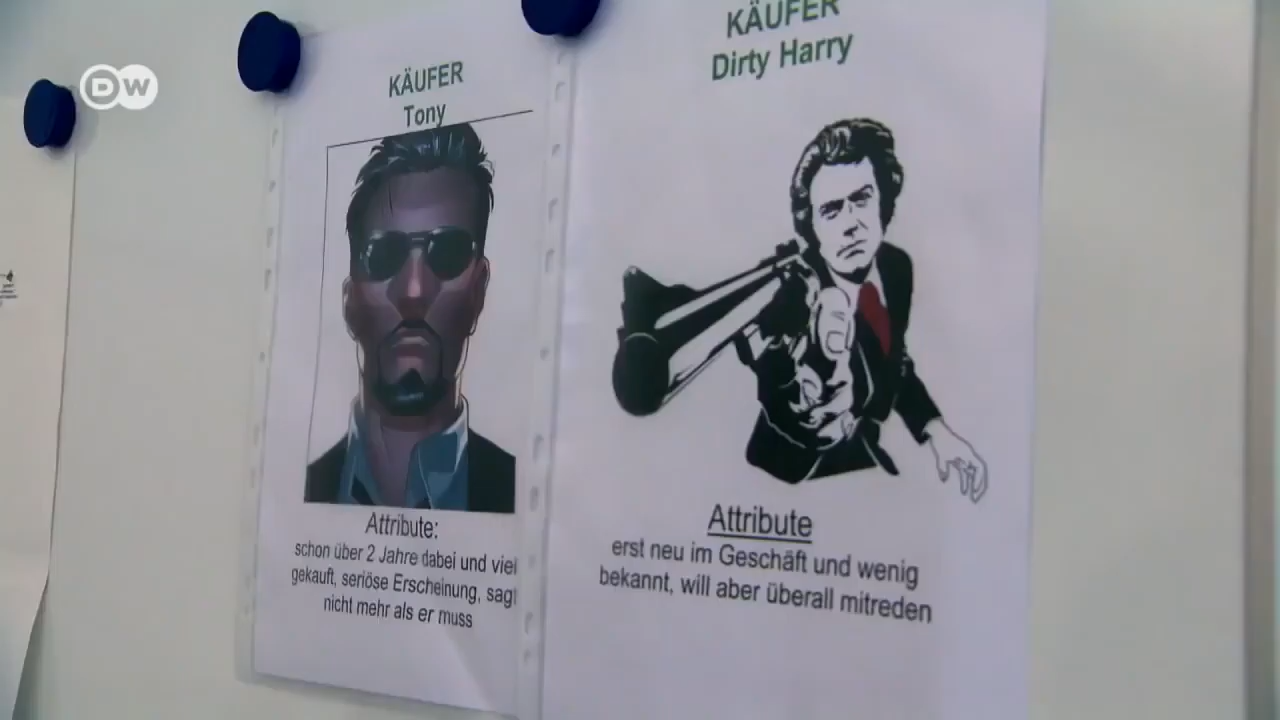 DW
KÄUFER
Tony
Attribute:
schon über 2 Jahre dabei und viel
gekauft, seriöse Erscheinung, sagt
nicht mehr als er muss
KÄUFER
Dirty Harry
Attribute
erst neu im Geschäft und wenig
bekannt, will aber überall mitreden